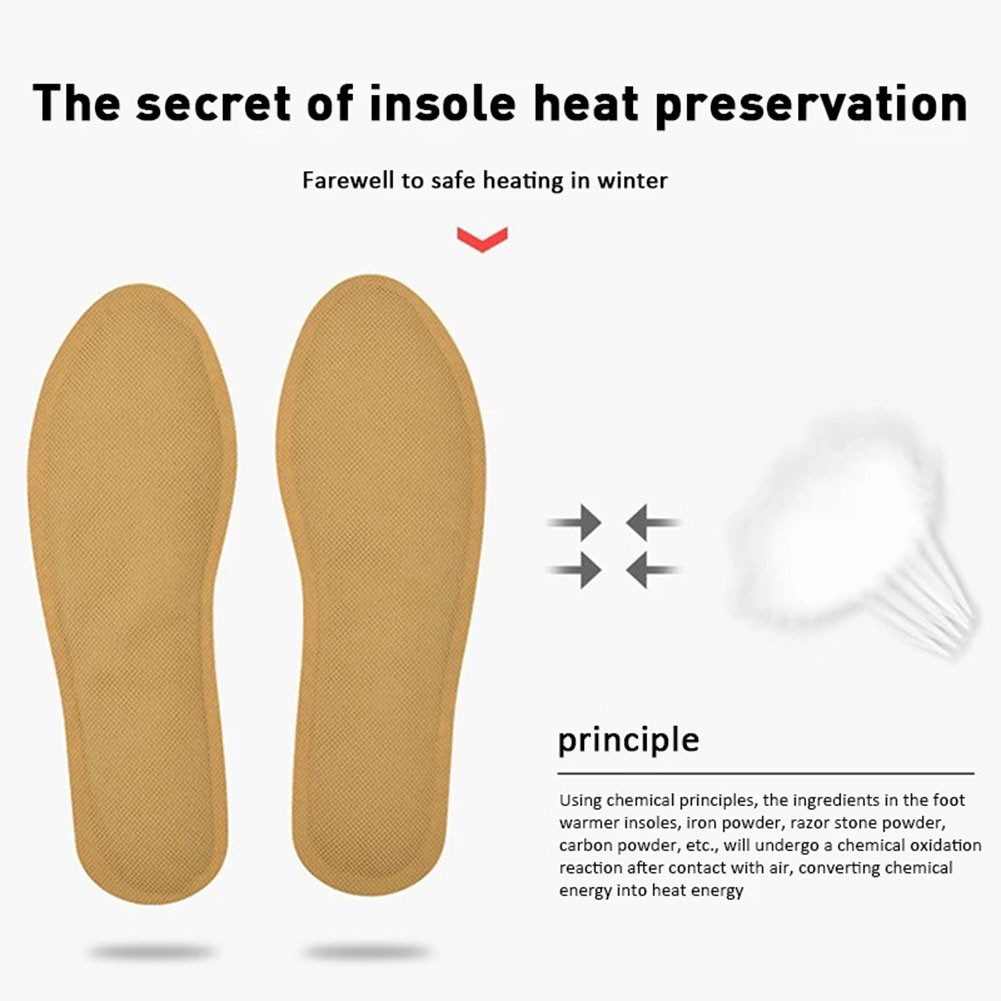 The secret of insole heat preservation
Farewell to safe heating in winter
principle
Using chemical principles, the ingredients in the foot
warmer insoles, iron powder, razor stone powder,
carbon powder, etc., will undergo a chemical oxidation
reaction after contact with air, converting chemical
energy into heat energy